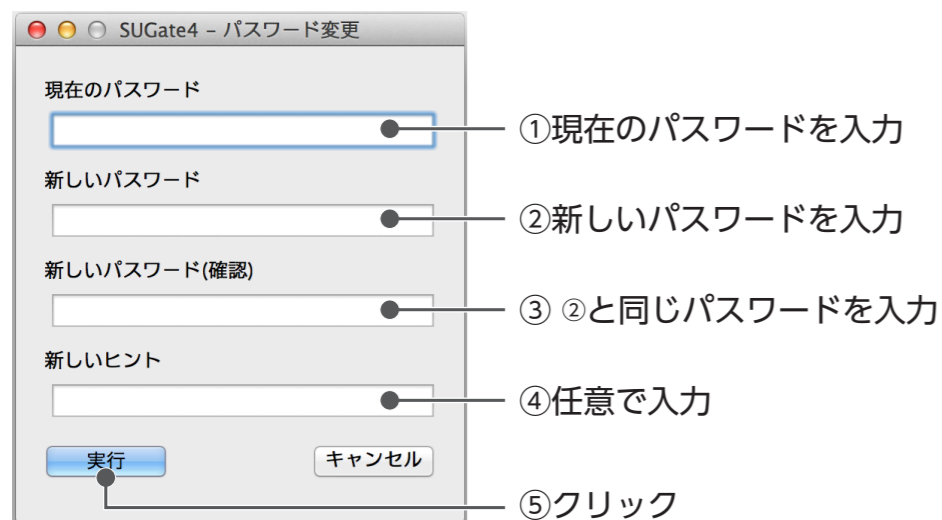 SUGate4 – パスワード変更
現在のパスワード
①現在のパスワードを入力
新しいパスワード
②新しいパスワードを入力
新しいパスワード(確認)
③ ②と同じパスワードを入力
新しいヒント
④任意で入力
実行
キャンセル
⑤クリック